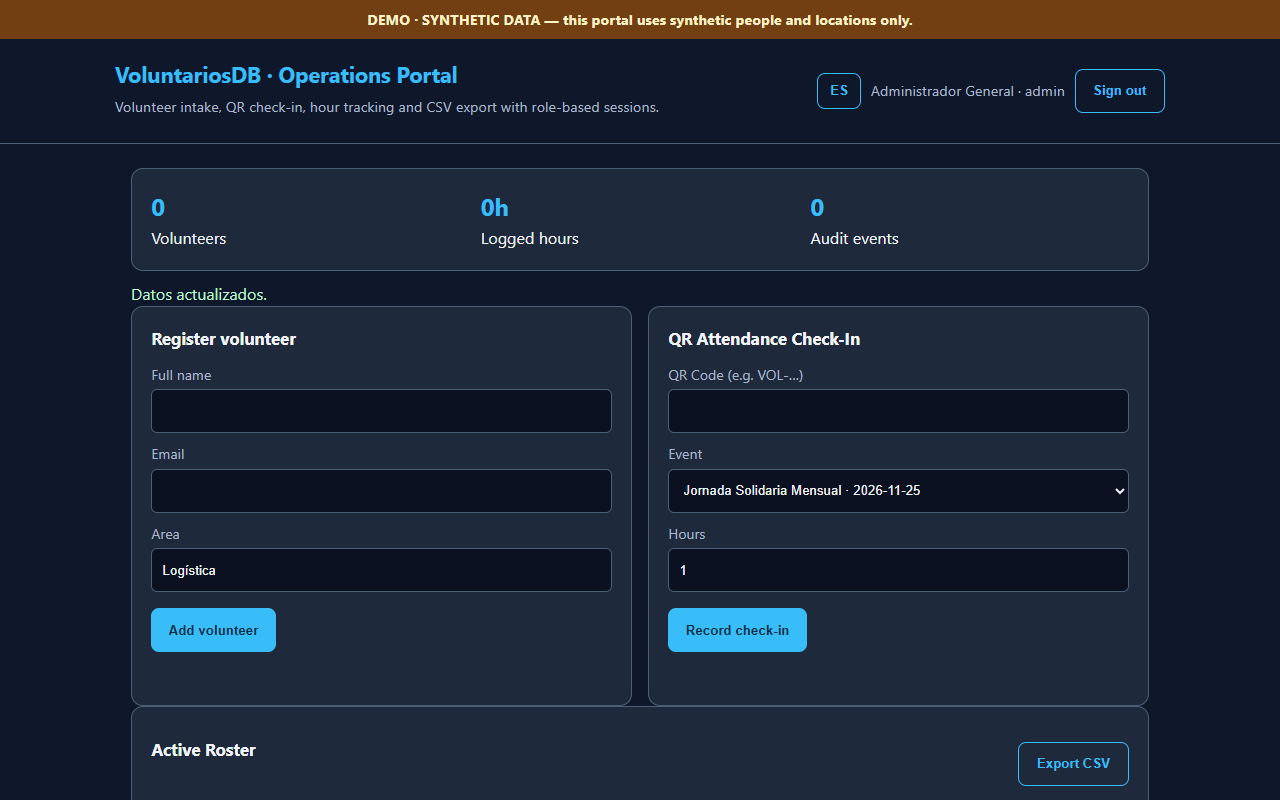 DEMO · SYNTHETIC DATA — this portal uses synthetic people and locations only.
VoluntariosDB · Operations Portal
Volunteer intake, QR check-in, hour tracking and CSV export with role-based sessions.
ES
Administrador General · admin
Sign out
0
Volunteers
0h
Logged hours
0
Audit events
Datos actualizados.
Register volunteer
Full name
Email
Area
Logística
Add volunteer
QR Attendance Check-In
QR Code (e.g. VOL-...)
Event
Jornada Solidaria Mensual · 2026-11-25
Hours
1
Record check-in
Active Roster
Export CSV